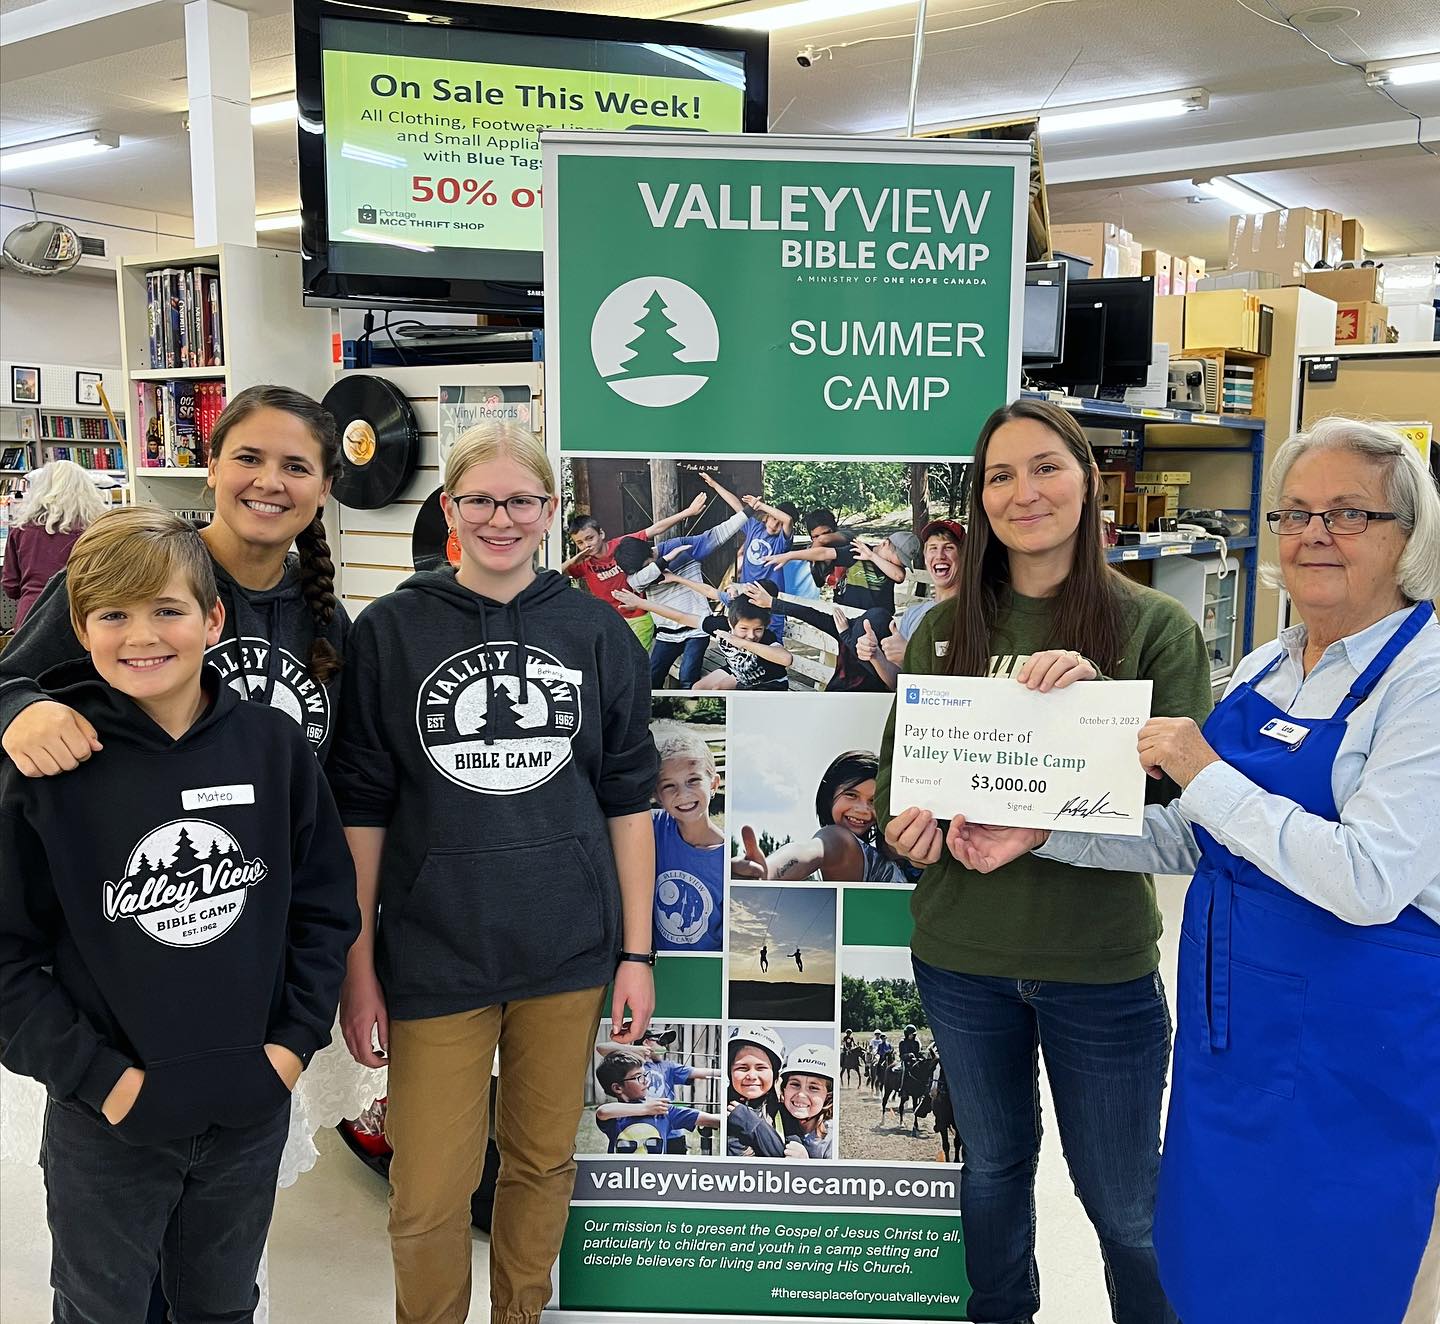 On Sale This Week!
All Clothing, Footwear,
and Small
with Blue Tags
50%
Portage
MCC THRIFT SHOP
SAMSUNG
VALLEYVIEW
BIBLE CAMP
A MINISTRY OF ONE HOPE CANADA
SUMMER
CAMP
Vinyl Records
VALLEY VIEW
EST 1962
BIBLE CAMP
Bethany
Mateo
Valley View
BIBLE CAMP
EST. 1962
1962
Portage
MCC THRIFT
October 3, 2023
Pay to the order of
Valley View Bible Camp
The sum of $3,000.00
Signed:
Leta
valleyviewbiblecamp.com
Our mission is to present the Gospel of Jesus Christ to all,
particularly to children and youth in a camp setting and
disciple believers for living and serving His Church.
#theresaplaceforyouatvalleyview